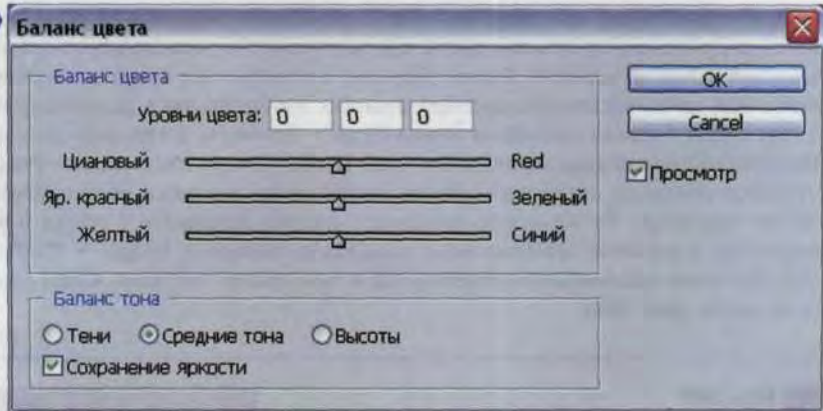 Баланс цвета
Баланс цвета
Уровни цвета: 0 0 0
Циановый Red
Яр. красный Зеленый
Желтый Синий
Баланс тона
Тени Средние тона Высоты
Сохранение яркости
OK
Cancel
Просмотр